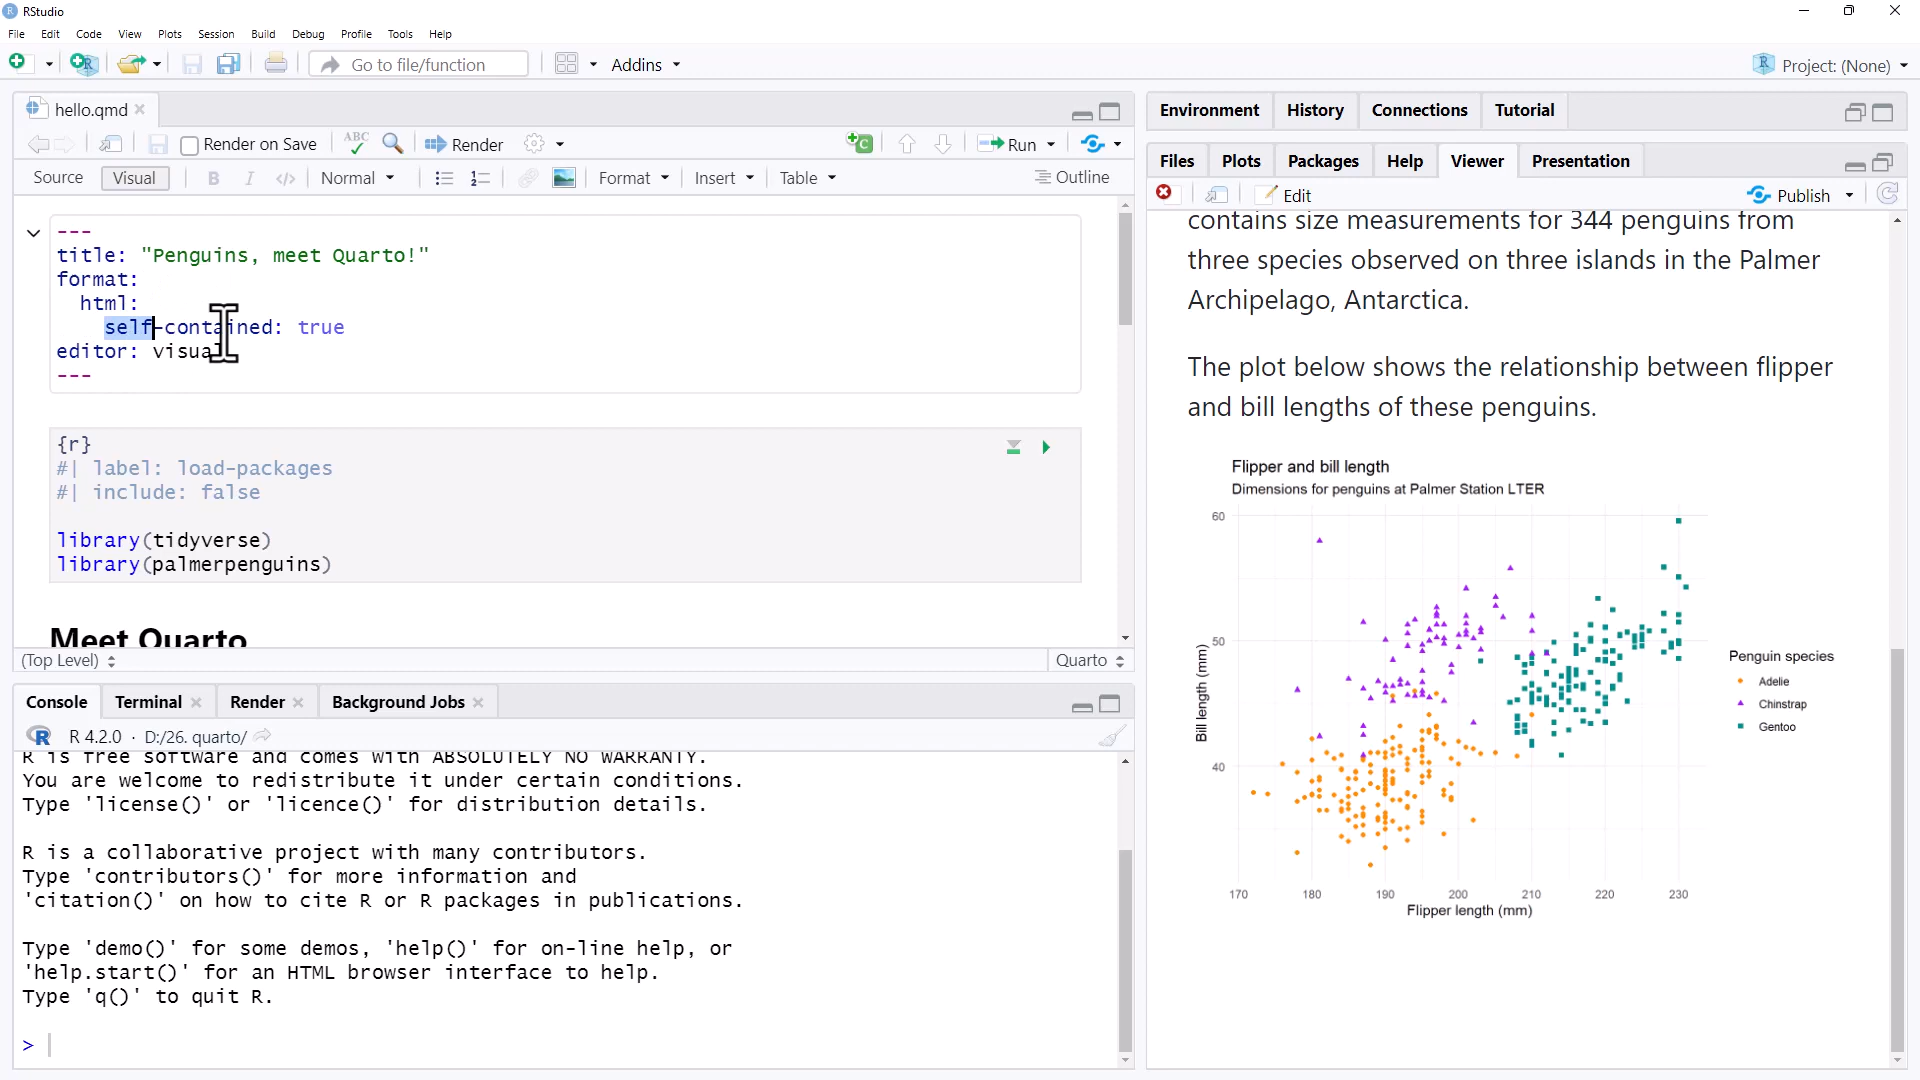 RStudio
File Edit Code View Plots Session Build Debug Profile Tools Help
Go to file/function Addins Project: (None)
hello.qmd
Render on Save ABC Render Run
Source Visual B I </> Normal Format Insert Table Outline
---
title: "Penguins, meet Quarto!"
format:
html:
self-contained: true
editor: visual
---
{r}
#| label: load-packages
#| include: false
library(tidyverse)
library(palmerpenguins)
Meet Quarto
(Top Level) Quarto
Console Terminal Render Background Jobs
R 4.2.0 · D:/26. quarto/
R is free software and comes with ABSOLUTELY NO WARRANTY.
You are welcome to redistribute it under certain conditions.
Type 'license()' or 'licence()' for distribution details.
R is a collaborative project with many contributors.
Type 'contributors()' for more information and
'citation()' on how to cite R or R packages in publications.
Type 'demo()' for some demos, 'help()' for on-line help, or
'help.start()' for an HTML browser interface to help.
Type 'q()' to quit R.
>
Environment History Connections Tutorial
Files Plots Packages Help Viewer Presentation
Edit Publish
contains size measurements for 344 penguins from
three species observed on three islands in the Palmer
Archipelago, Antarctica.
The plot below shows the relationship between flipper
and bill lengths of these penguins.
Flipper and bill length
Dimensions for penguins at Palmer Station LTER
60
50
40
Bill length (mm)
170 180 190 200 210 220 230
Flipper length (mm)
Penguin species
Adelie
Chinstrap
Gentoo